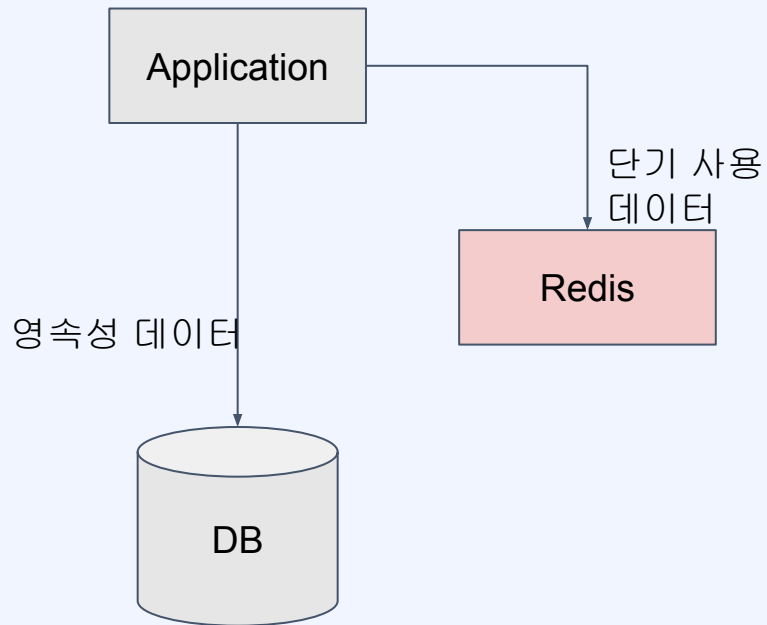 Application
단기 사용
데이터
Redis
영속성 데이터
DB